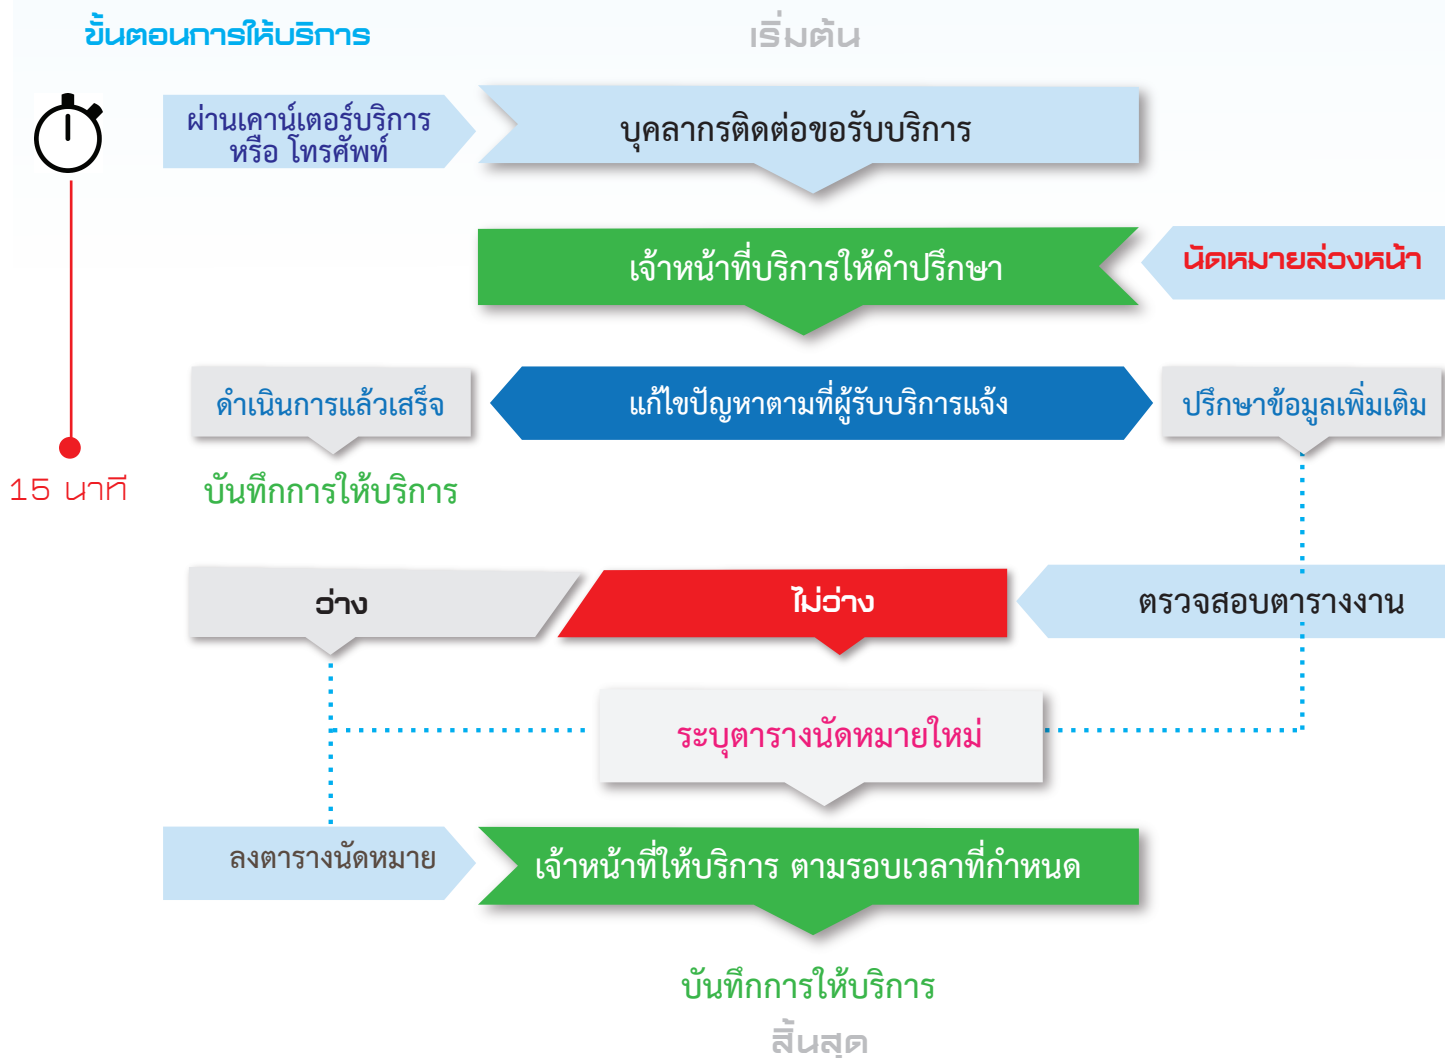 ขั้นตอนการให้บริการ
เริ่มต้น
ผ่านเคาน์เตอร์บริการ
หรือ โทรศัพท์
บุคลากรติดต่อขอรับบริการ
เจ้าหน้าที่บริการให้คำปรึกษา
นัดหมายล่วงหน้า
ดำเนินการแล้วเสร็จ
แก้ไขปัญหาตามที่ผู้รับบริการแจ้ง
ปรึกษาข้อมูลเพิ่มเติม
15 นาที
บันทึกการให้บริการ
ว่าง
ไม่ว่าง
ตรวจสอบตารางงาน
ระบุตารางนัดหมายใหม่
ลงตารางนัดหมาย
เจ้าหน้าที่ให้บริการ ตามรอบเวลาที่กำหนด
บันทึกการให้บริการ
สิ้นสุด